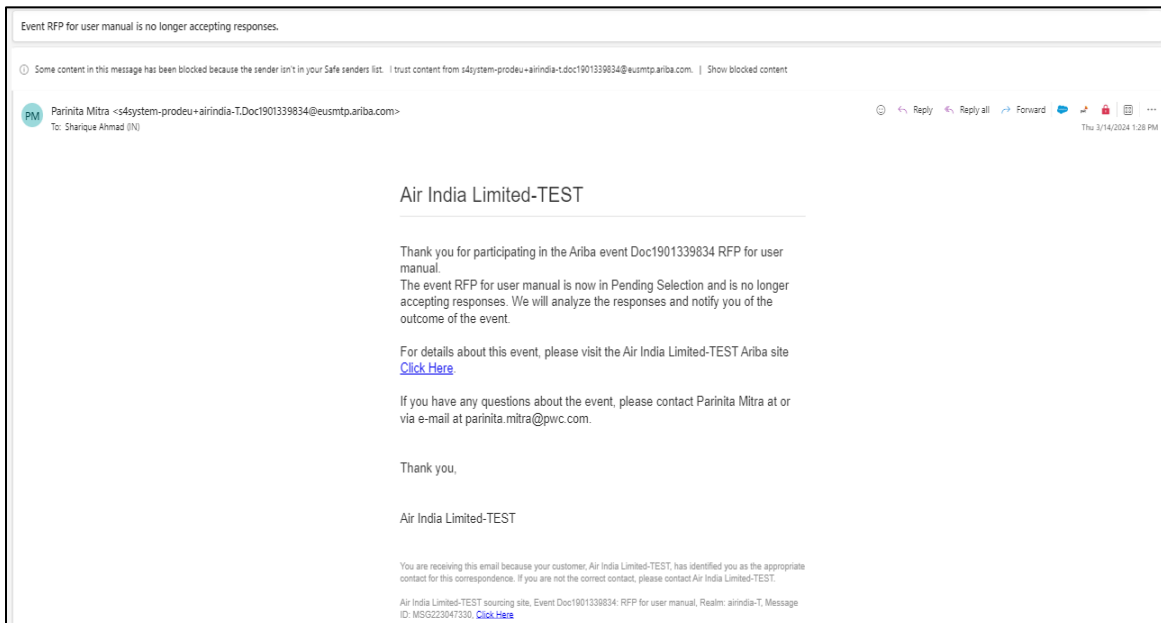 Event RFP for user manual is no longer accepting responses.
Some content in this message has been blocked because the sender isn't in your Safe senders list. I trust content from s4system-prodeu+airindia-t.doc1901339834@eusmtp.ariba.com. | Show blocked content
PM
Parinita Mitra <s4system-prodeu+airindia-T.Doc1901339834@eusmtp.ariba.com>
Reply Reply all Forward
To: Sharique Ahmad (IN)
Thu 3/14/2024 1:28 PM
Air India Limited-TEST
Thank you for participating in the Ariba event Doc1901339834 RFP for user
manual.
The event RFP for user manual is now in Pending Selection and is no longer
accepting responses. We will analyze the responses and notify you of the
outcome of the event.
For details about this event, please visit the Air India Limited-TEST Ariba site
Click Here.
If you have any questions about the event, please contact Parinita Mitra at or
via e-mail at parinita.mitra@pwc.com.
Thank you,
Air India Limited-TEST
You are receiving this email because your customer, Air India Limited-TEST, has identified you as the appropriate
contact for this correspondence. If you are not the correct contact, please contact Air India Limited-TEST.
Air India Limited-TEST sourcing site, Event Doc1901339834: RFP for user manual, Realm: airindia-T, Message
ID: MSG223047330, Click Here